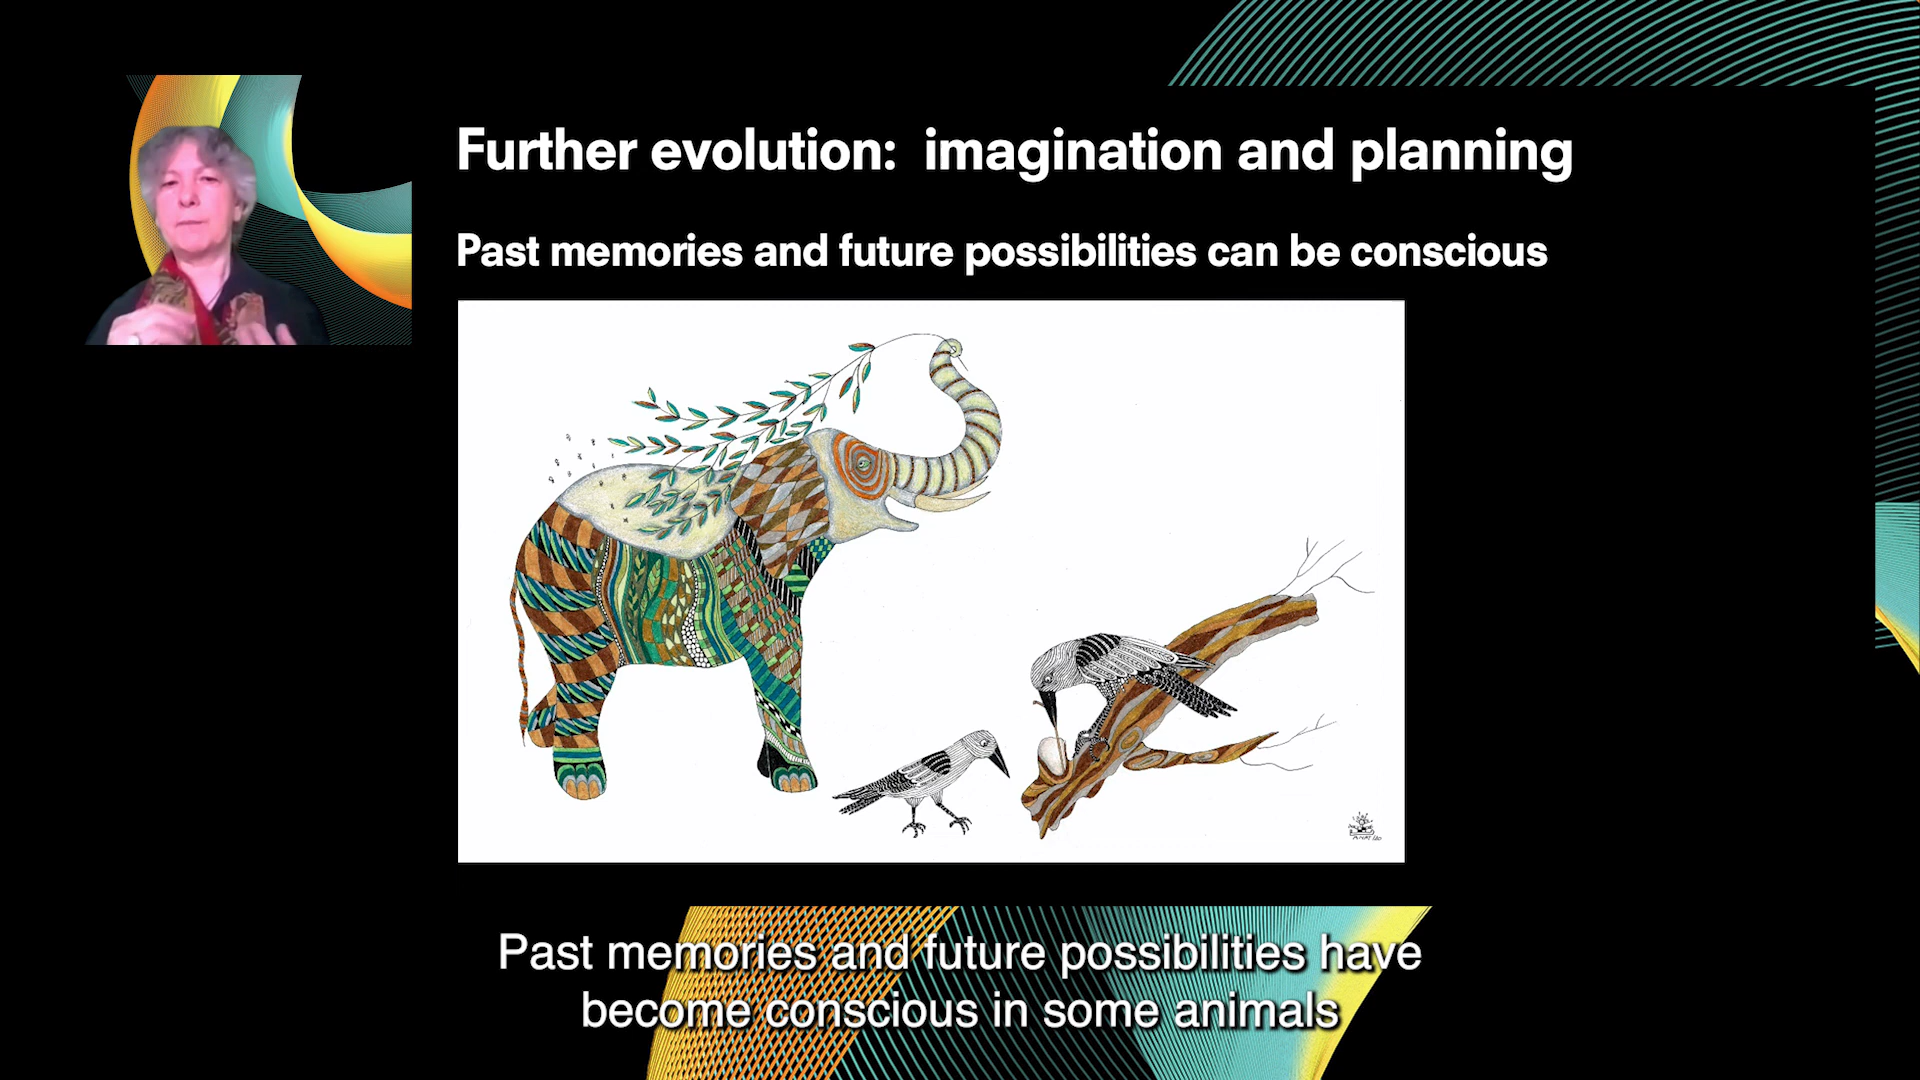 Further evolution: imagination and planning
Past memories and future possibilities can be conscious
Past memories and future possibilities have
become conscious in some animals